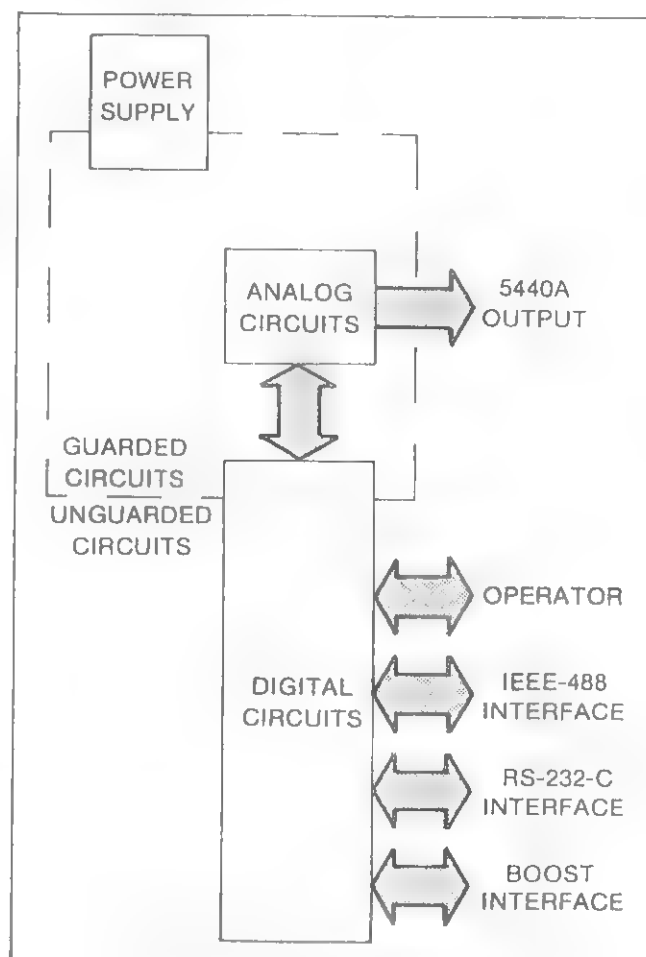 POWER
SUPPLY
ANALOG
CIRCUITS
5440A
OUTPUT
GUARDED
CIRCUITS
UNGUARDED
CIRCUITS
OPERATOR
DIGITAL
CIRCUITS
IEEE-488
INTERFACE
RS-232-C
INTERFACE
BOOST
INTERFACE